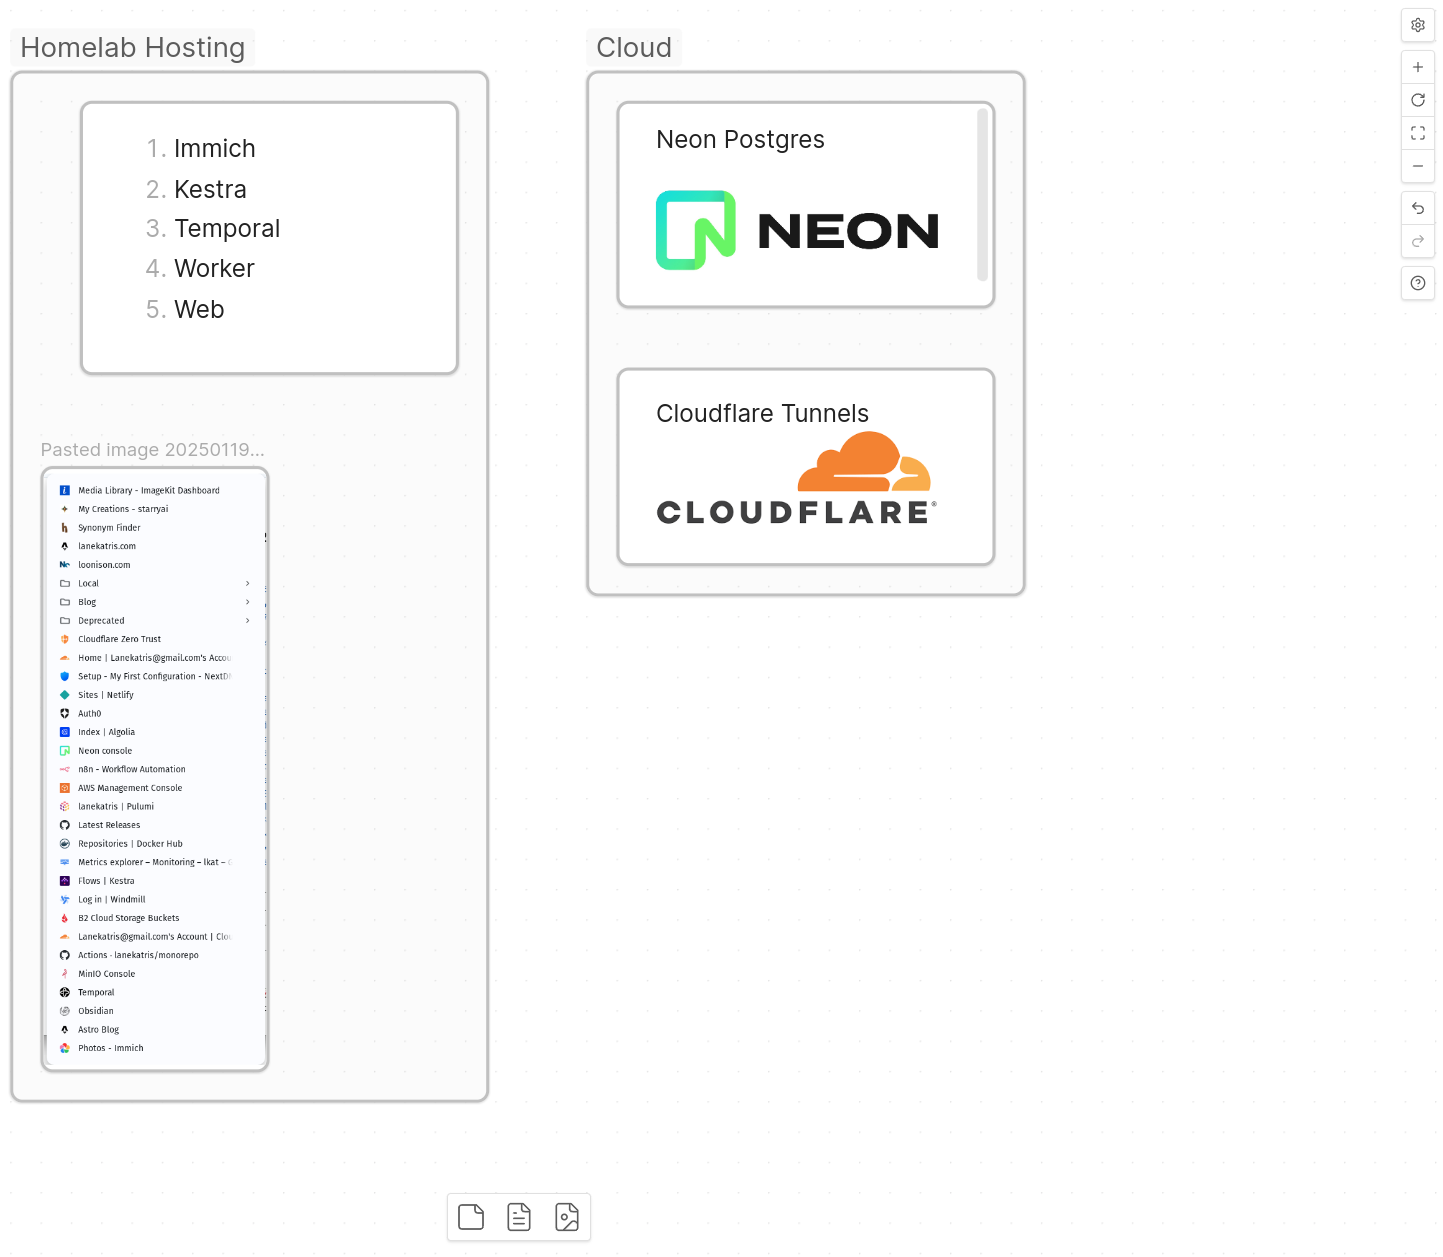 Homelab Hosting
1. Immich
2. Kestra
3. Temporal
4. Worker
5. Web
Pasted image 20250119...
Media Library - ImageKit Dashboard
My Creations - starryai
Synonym Finder
lanekatris.com
loonison.com
Local
Blog
Deprecated
Cloudflare Zero Trust
Home | Lanekatris@gmail.com's Accou
Setup - My First Configuration - NextD
Sites | Netlify
Auth0
Index | Algolia
Neon console
n8n - Workflow Automation
AWS Management Console
lanekatris | Pulumi
Latest Releases
Repositories | Docker Hub
Metrics explorer – Monitoring – lkat –
Flows | Kestra
Log in | Windmill
B2 Cloud Storage Buckets
Lanekatris@gmail.com's Account | Clou
Actions · lanekatris/monorepo
MinIO Console
Temporal
Obsidian
Astro Blog
Photos - Immich
Cloud
Neon Postgres
NEON
Cloudflare Tunnels
CLOUDFLARE®